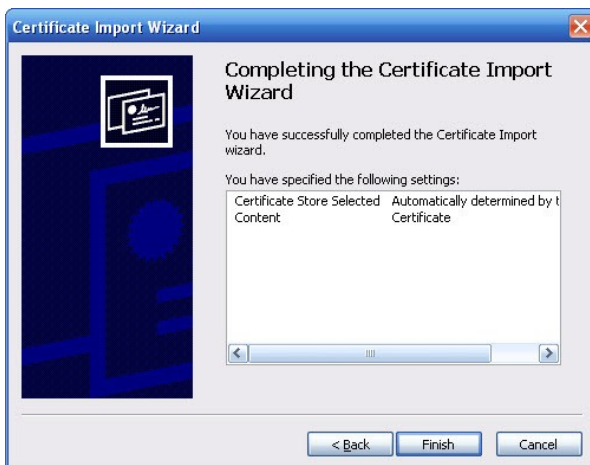 Certificate Import Wizard
Completing the Certificate Import
Wizard
You have successfully completed the Certificate Import
wizard.
You have specified the following settings:
Certificate Store Selected Automatically determined by t
Content Certificate
< Back Finish Cancel